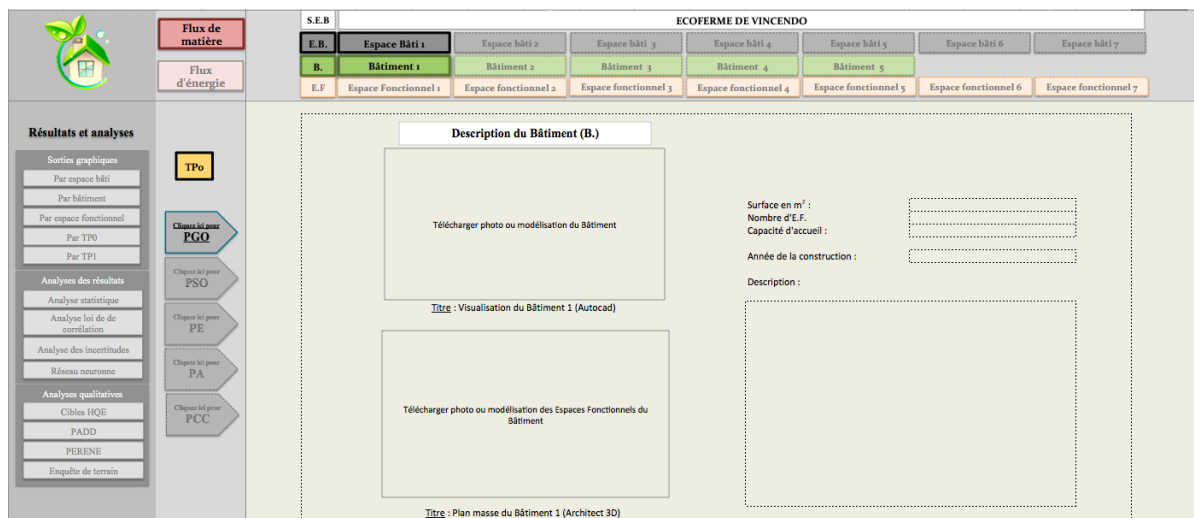 Flux de
matière
Flux
d'énergie
S.E.B ECOFERME DE VINCENDO
E.B. Espace Bâti 1 Espace bâti 2 Espace bâti 3 Espace bâti 4 Espace bâti 5 Espace bâti 6 Espace bâti 7
B. Bâtiment 1 Bâtiment 2 Bâtiment 3 Bâtiment 4 Bâtiment 5
E.F Espace Fonctionnel 1 Espace fonctionnel 2 Espace fonctionnel 3 Espace fonctionnel 4 Espace fonctionnel 5 Espace fonctionnel 6 Espace fonctionnel 7
Résultats et analyses
Sorties graphiques
Par espace bâti
Par bâtiment
Par espace fonctionnel
Par TP0
Par TP1
Analyses des résultats
Analyse statistique
Analyse loi de de
corrélation
Analyse des incertitudes
Réseau neuronne
Analyses qualitatives
Cibles HQE
PADD
PERENE
Enquête de terrain
TPo
Cliquez ici pour
PGO
Cliquez ici pour
PSO
Cliquez ici pour
PE
Cliquez ici pour
PA
Cliquez ici pour
PCC
Description du Bâtiment (B.)
Télécharger photo ou modélisation du Bâtiment
Titre : Visualisation du Bâtiment 1 (Autocad)
Télécharger photo ou modélisation des Espaces Fonctionnels du
Bâtiment
Titre : Plan masse du Bâtiment 1 (Architect 3D)
Surface en m² :
Nombre d'E.F.
Capacité d'accueil :
Année de la construction :
Description :